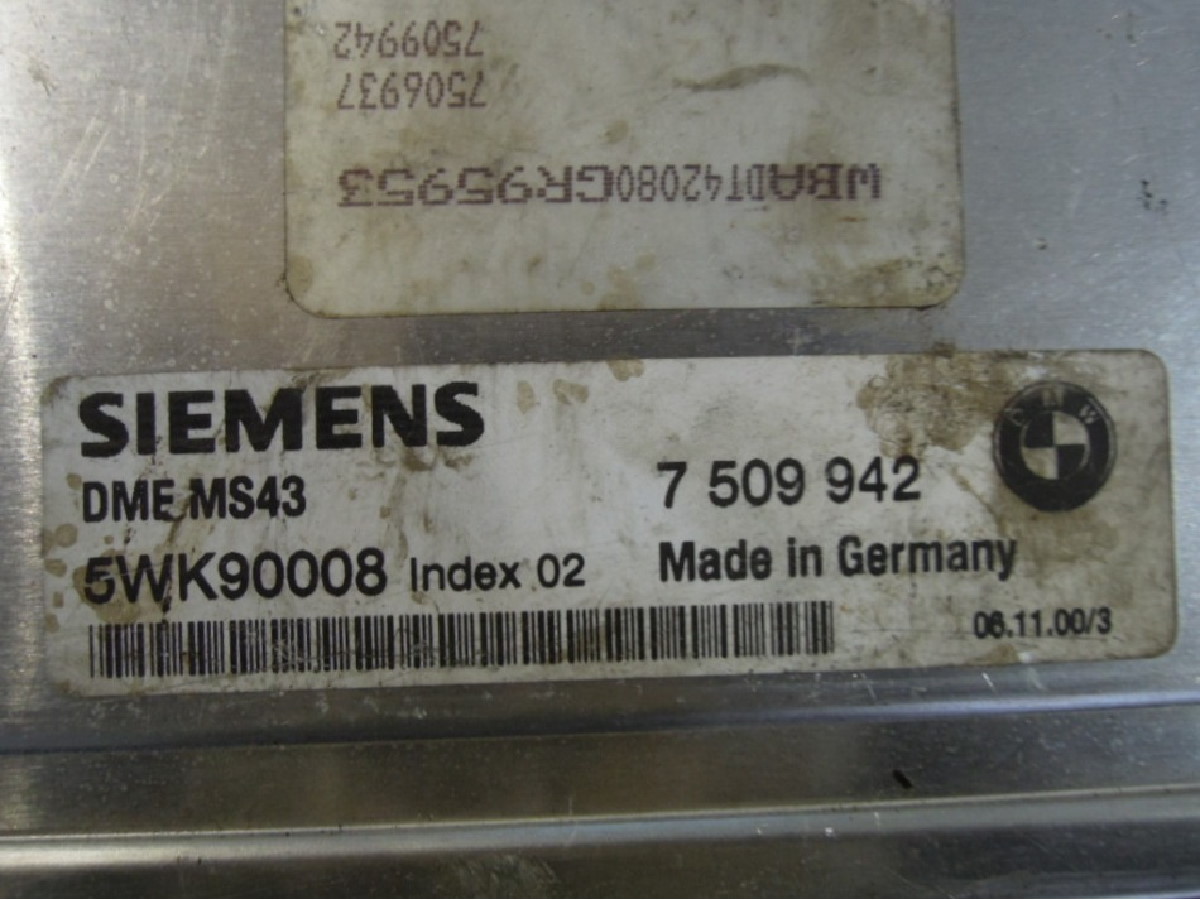 7509942
7506937
WBADT42080GR95953
SIEMENS
DME MS43
7 509 942
BMW
5WK90008 Index 02
Made in Germany
06.11.00/3